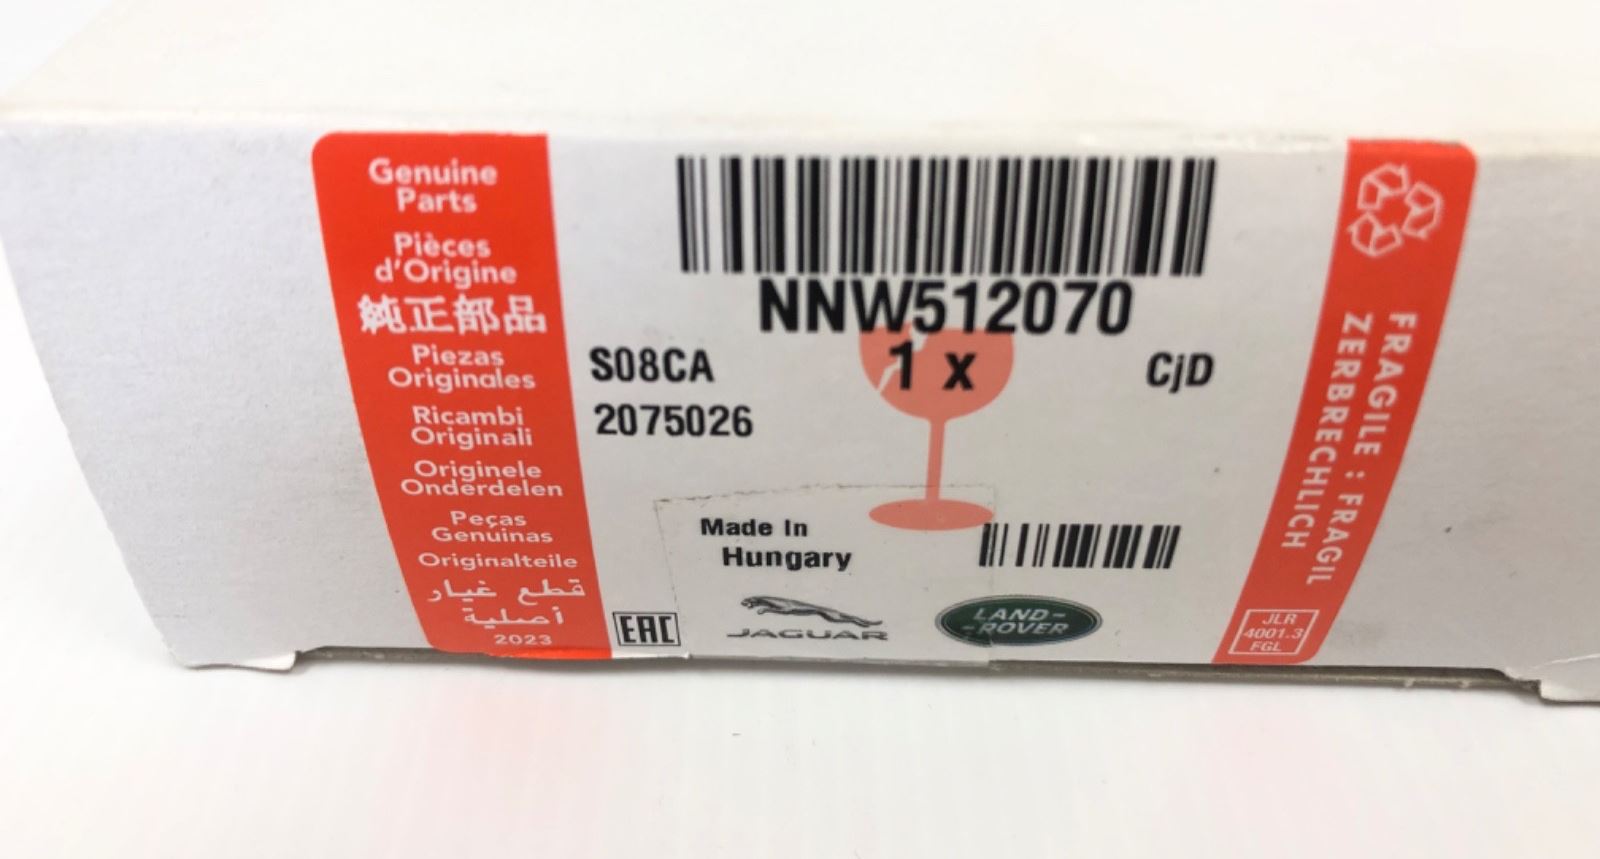 Genuine
Parts
Pièces
d'Origine
純正部品
Piezas
Originales
Ricambi
Originali
Originele
Onderdelen
Peças
Genuinas
Originalteile
قطع غيار
أصلية
2023
NNW512070
1 x
S08CA
CjD
2075026
Made In
Hungary
EAC
JAGUAR
LAND-
-ROVER
FRAGILE : FRAGIL
ZERBRECHLICH
JLR
4001.3
FGL